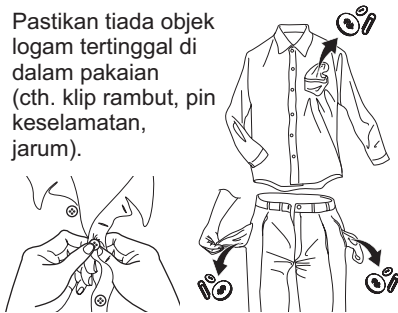 Pastikan tiada objek
logam tertinggal di
dalam pakaian
(cth. klip rambut, pin
keselamatan,
jarum).